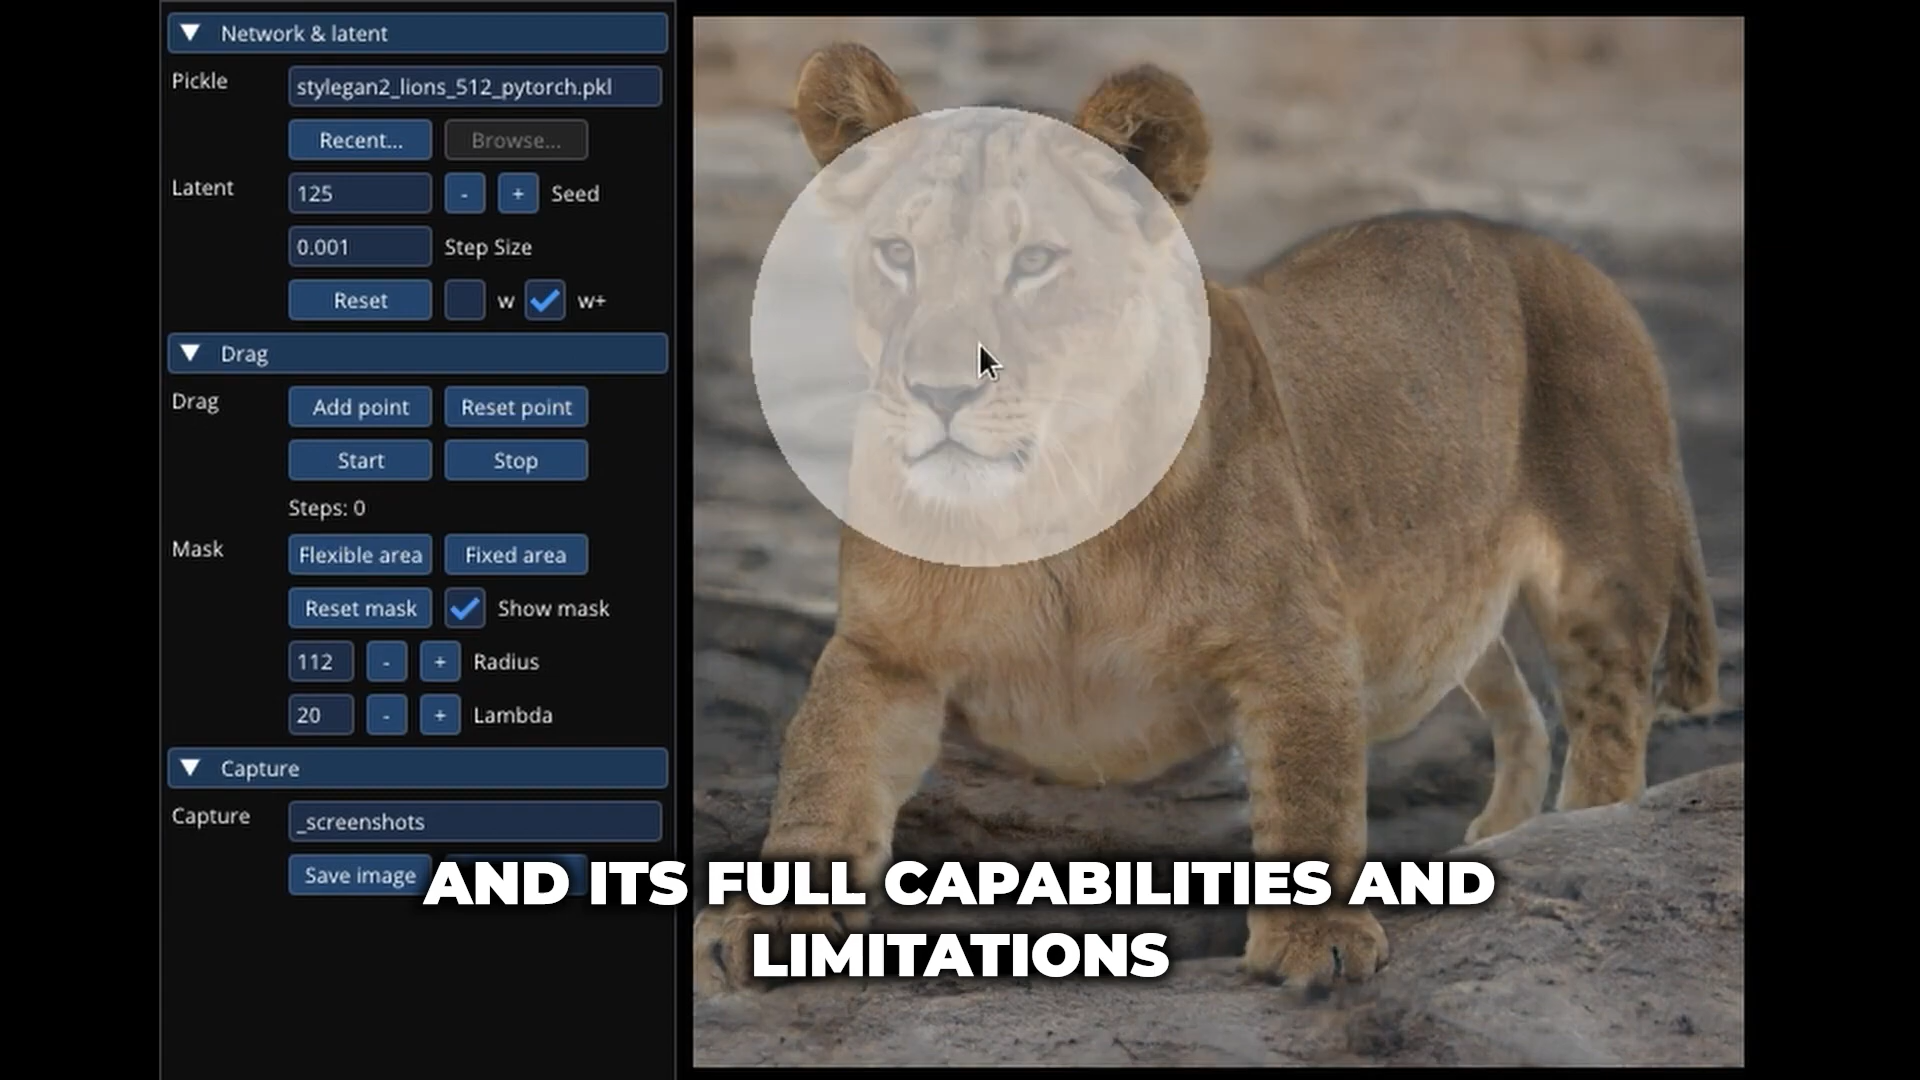 Network & latent
Pickle
stylegan2_lions_512_pytorch.pkl
Recent...
Browse...
Latent
125
-
+
Seed
0.001
Step Size
Reset
w
w+
Drag
Drag
Add point
Reset point
Start
Stop
Steps: 0
Mask
Flexible area
Fixed area
Reset mask
Show mask
112
-
+
Radius
20
-
+
Lambda
Capture
Capture
_screenshots
Save image
AND ITS FULL CAPABILITIES AND
LIMITATIONS